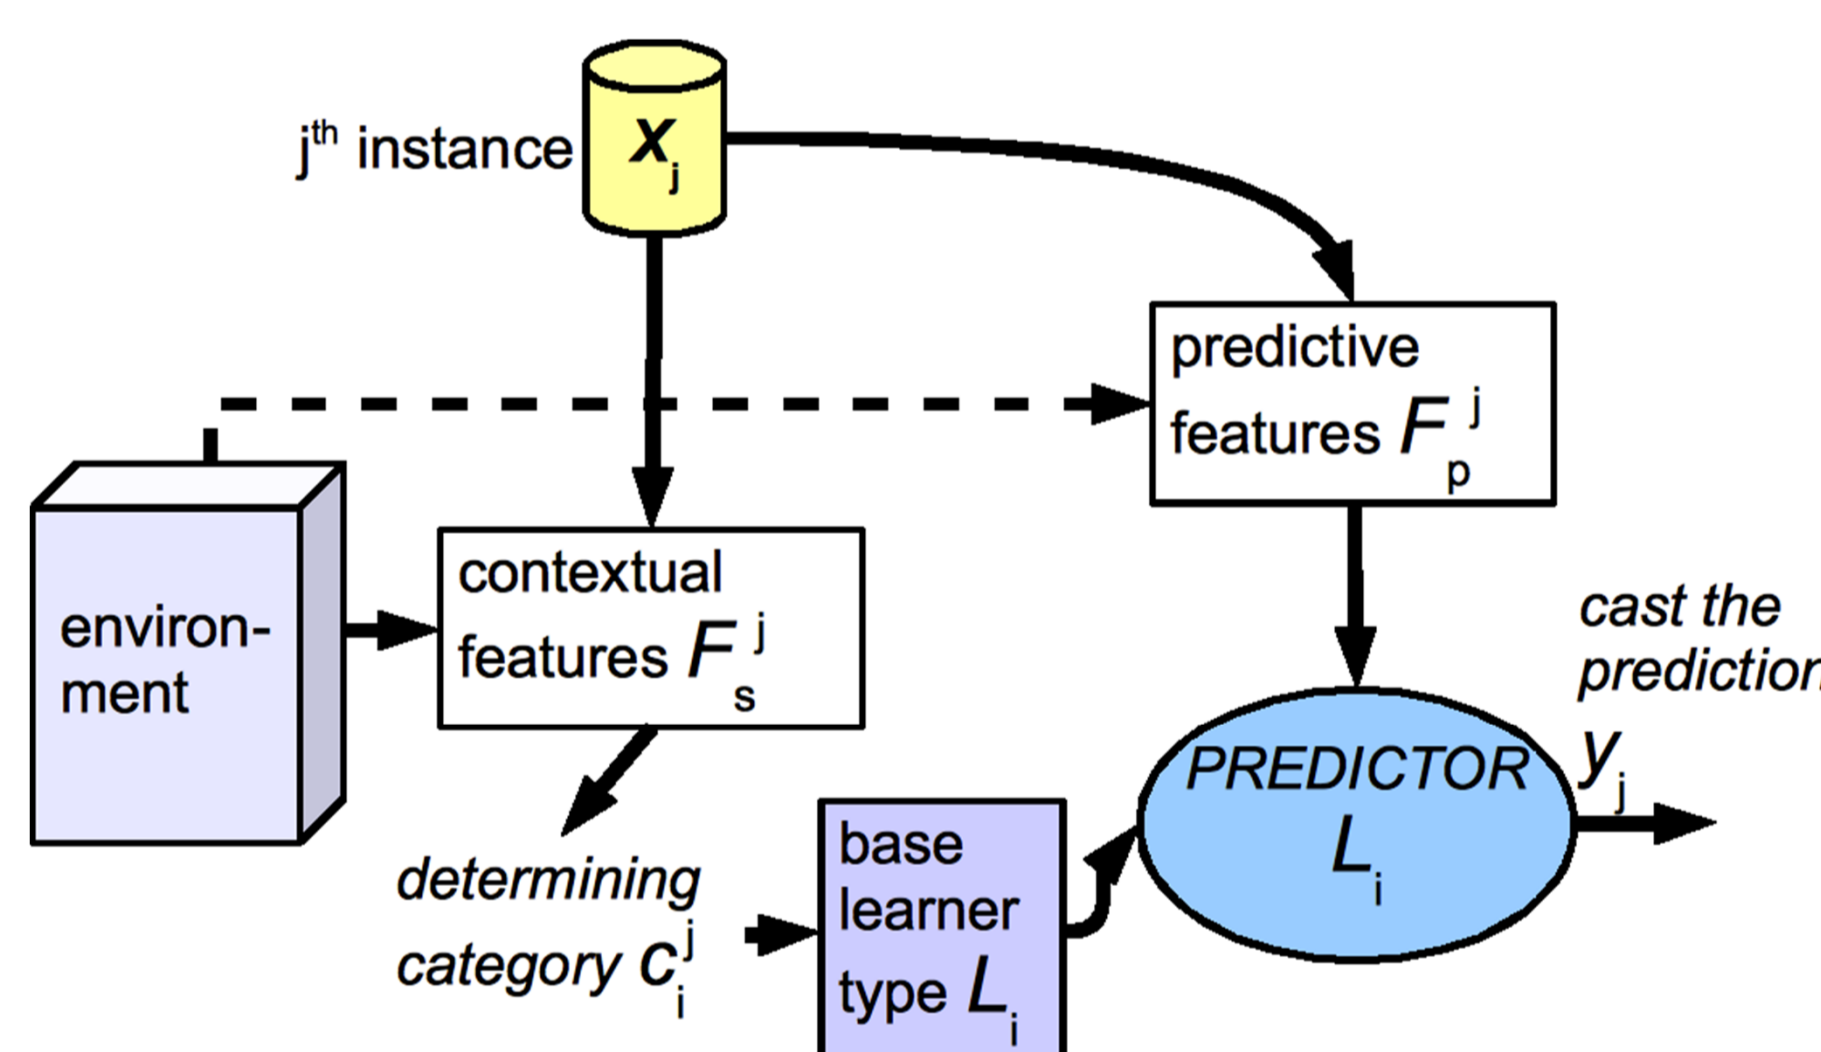 jth instance
xj
predictive
features Fpj
contextual
features Fsj
environ-
ment
cast the
prediction
yj
PREDICTOR
Li
determining
category cij
base
learner
type Li